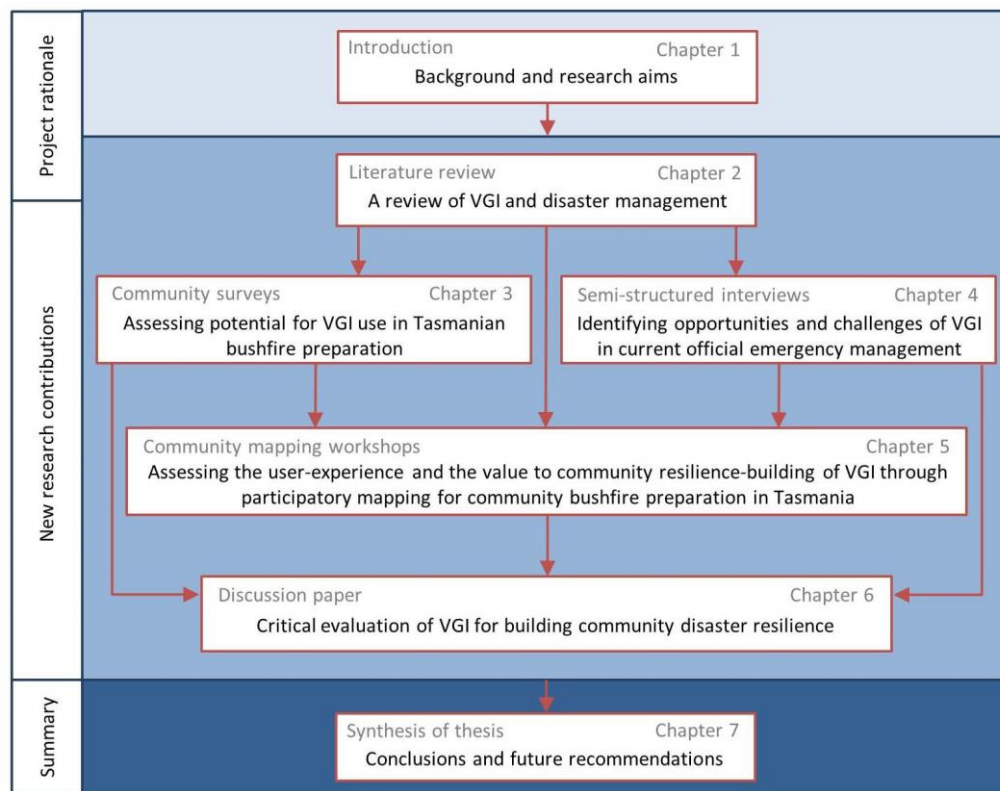 Project rationale
Introduction Chapter 1
Background and research aims
Literature review Chapter 2
A review of VGI and disaster management
New research contributions
Community surveys Chapter 3
Assessing potential for VGI use in Tasmanian
bushfire preparation
Semi-structured interviews Chapter 4
Identifying opportunities and challenges of VGI
in current official emergency management
Community mapping workshops Chapter 5
Assessing the user-experience and the value to community resilience-building of VGI through
participatory mapping for community bushfire preparation in Tasmania
Discussion paper Chapter 6
Critical evaluation of VGI for building community disaster resilience
Summary
Synthesis of thesis Chapter 7
Conclusions and future recommendations